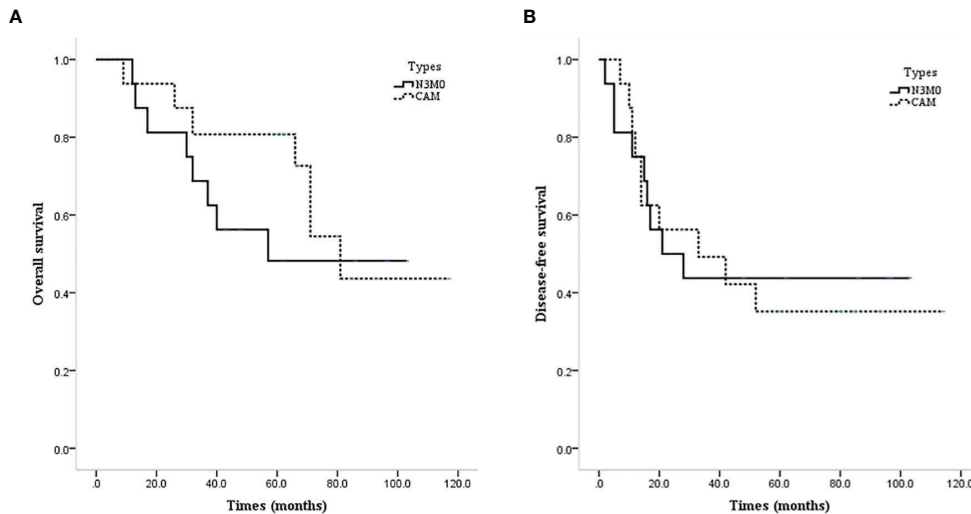 A
Overall survival
1.0
0.8
0.6
0.4
0.2
0.0
Types
N3M0
CAM
.0 20.0 40.0 60.0 80.0 100.0 120.0
Times (months)
B
Disease-free survival
1.0
0.8
0.6
0.4
0.2
0.0
Types
N3M0
CAM
.0 20.0 40.0 60.0 80.0 100.0 120.0
Times (months)